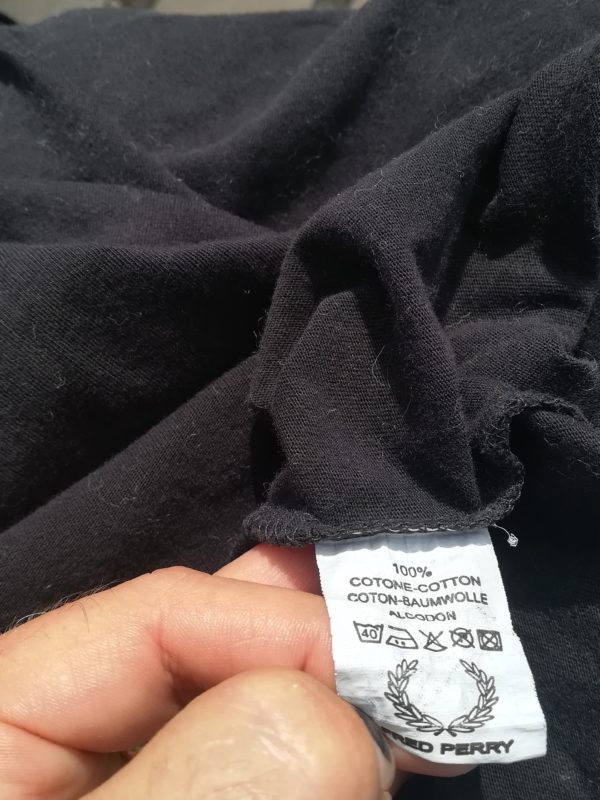 100%
COTONE-COTTON
COTON-BAUMWOLLE
ALGODON
40
FRED PERRY